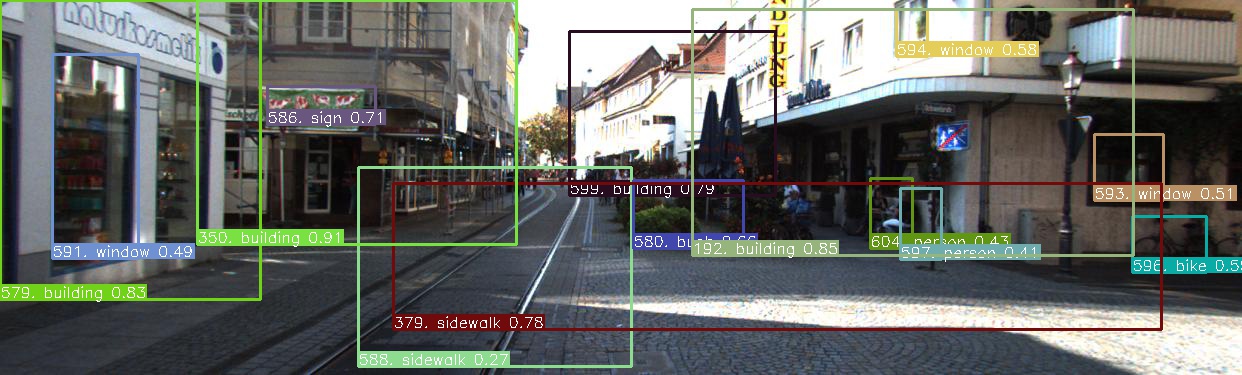 naturkosmetik
DLUNG
594. window 0.58
586. sign 0.71
599. building 0.79
593. window 0.51
350. building 0.91
580. bush 0.66
604. person 0.43
192. building 0.85
597. person 0.41
591. window 0.49
596. bike 0.5
579. building 0.83
379. sidewalk 0.78
588. sidewalk 0.27